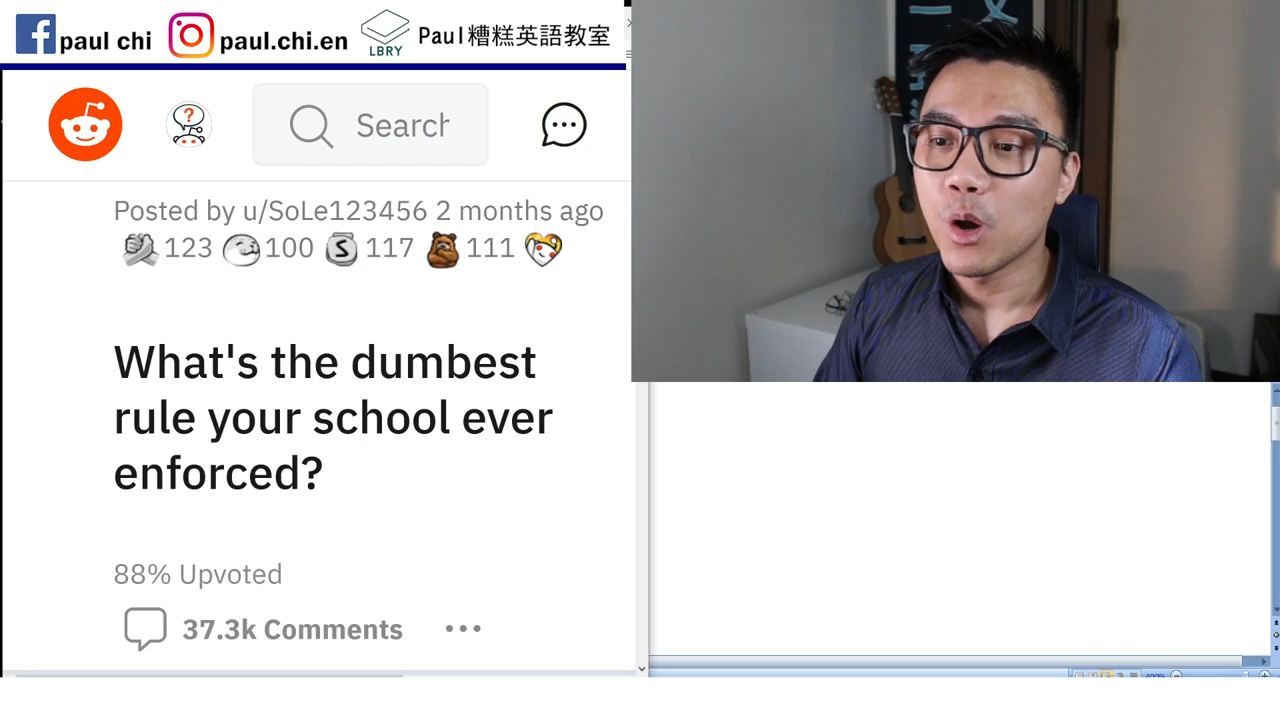 paul chi paul.chi.en LBRY Paul糟糕英語教室
Search
Posted by u/SoLe123456 2 months ago
123 100 S 117 111
What's the dumbest
rule your school ever
enforced?
88% Upvoted
37.3k Comments
400%